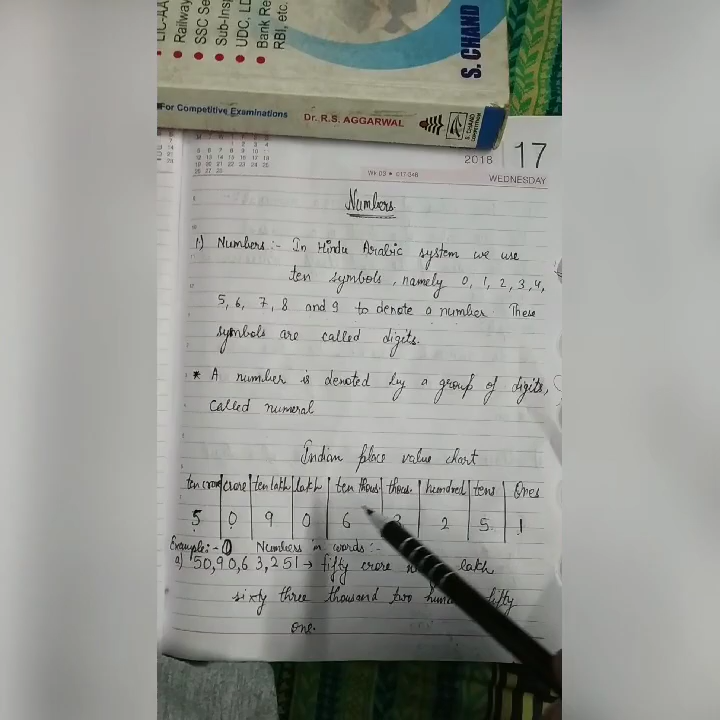 LIC-AA
Railway
SSC Se
Sub-Ins
UDC, LD
Bank Re
RBI, etc.
S. CHAND
For Competitive Examinations Dr. R.S. AGGARWAL
2018 17
WEDNESDAY
Numbers
1) Numbers :- In Hindu Arabic system we use
ten symbols, namely 0, 1, 2, 3, 4,
5, 6, 7, 8 and 9 to denote a number. These
symbols are called digits.
* A number is denoted by a group of digits,
called numeral
Indian place value chart
ten crore crore ten lakh lakh ten thous. thous. hundred tens Ones
5 0 9 0 6 3 2 5 1
Example:- ① Numbers in words :-
a) 50,90,6 3,251 → fifty crore lakh
sixty three thousand two fifty
one.